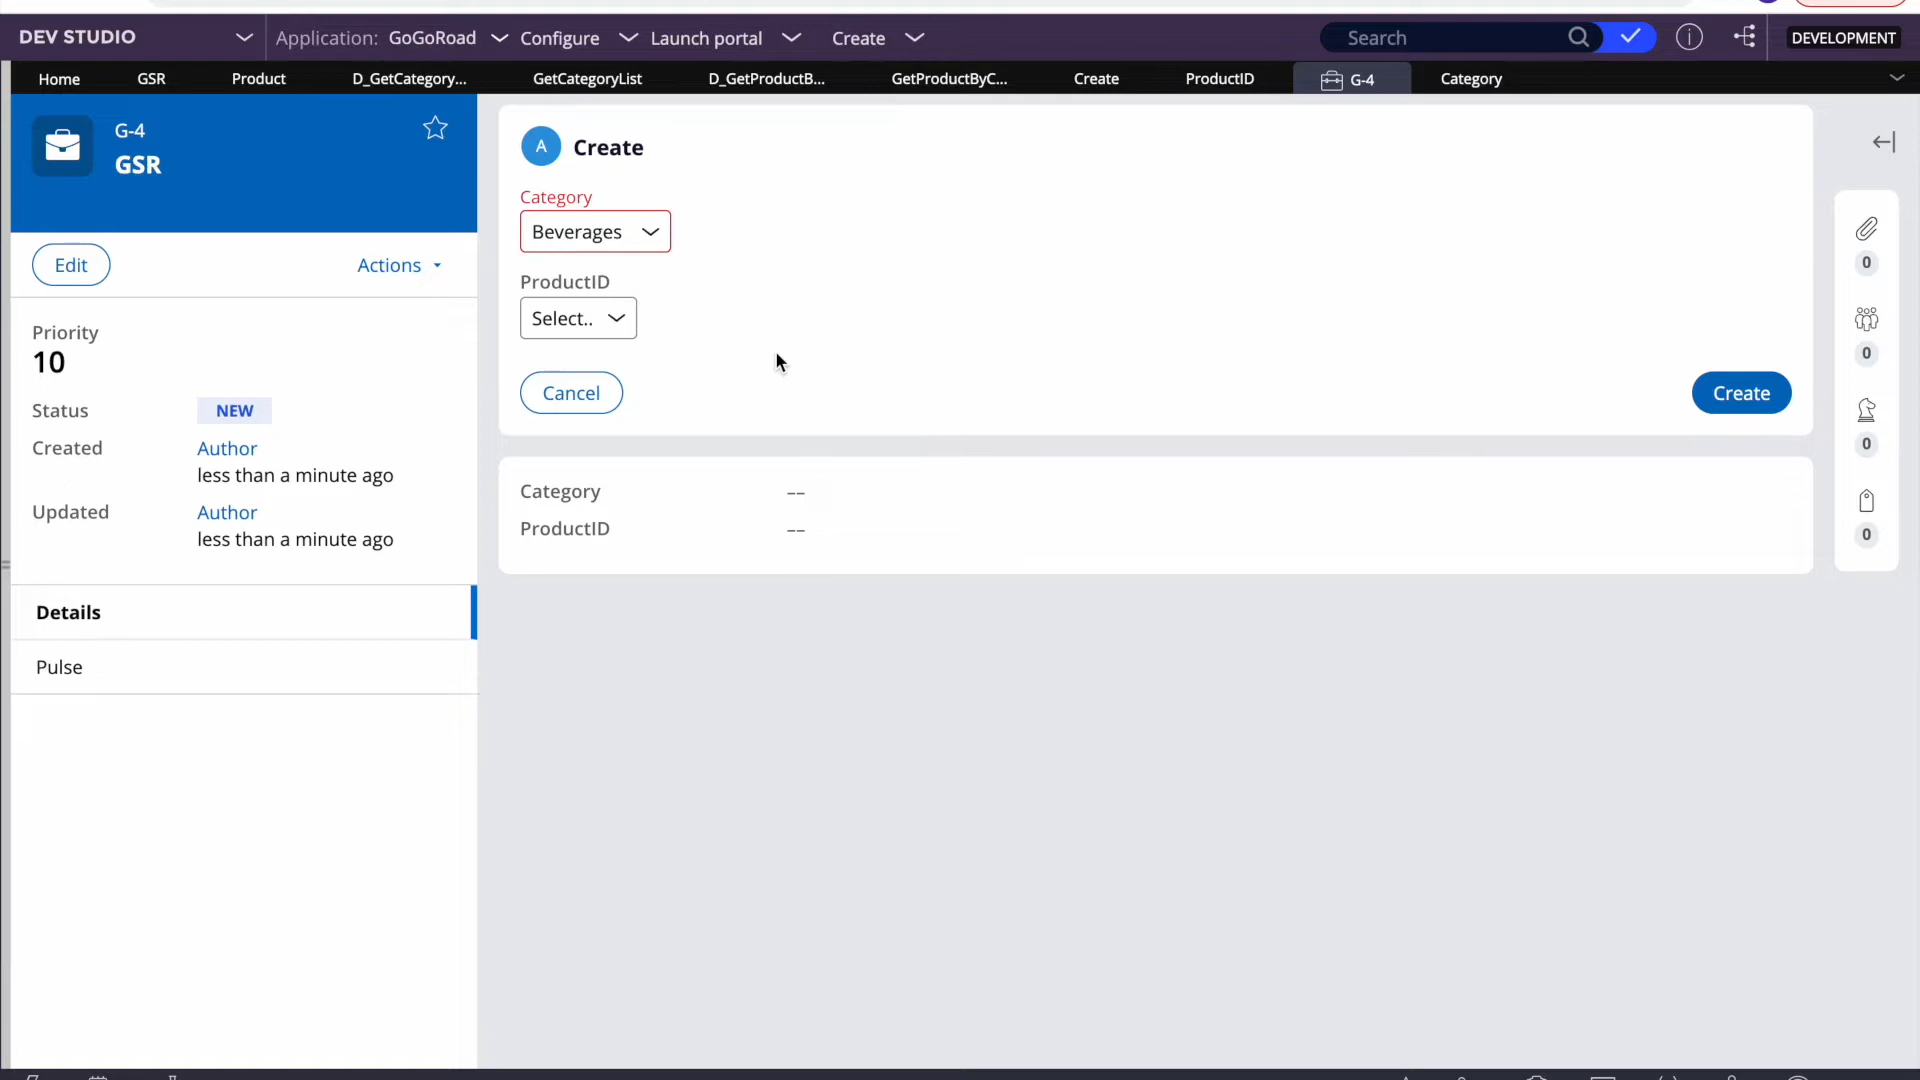 DEV STUDIO
Application: GoGoRoad
Configure
Launch portal
Create
Search
DEVELOPMENT
Home
GSR
Product
D_GetCategory...
GetCategoryList
D_GetProductB...
GetProductByC...
Create
ProductID
G-4
Category
G-4
GSR
Edit
Actions
Priority
10
Status
NEW
Created
Author
less than a minute ago
Updated
Author
less than a minute ago
Details
Pulse
A
Create
Category
Beverages
ProductID
Select..
Cancel
Create
Category
--
ProductID
--
0
0
0
0